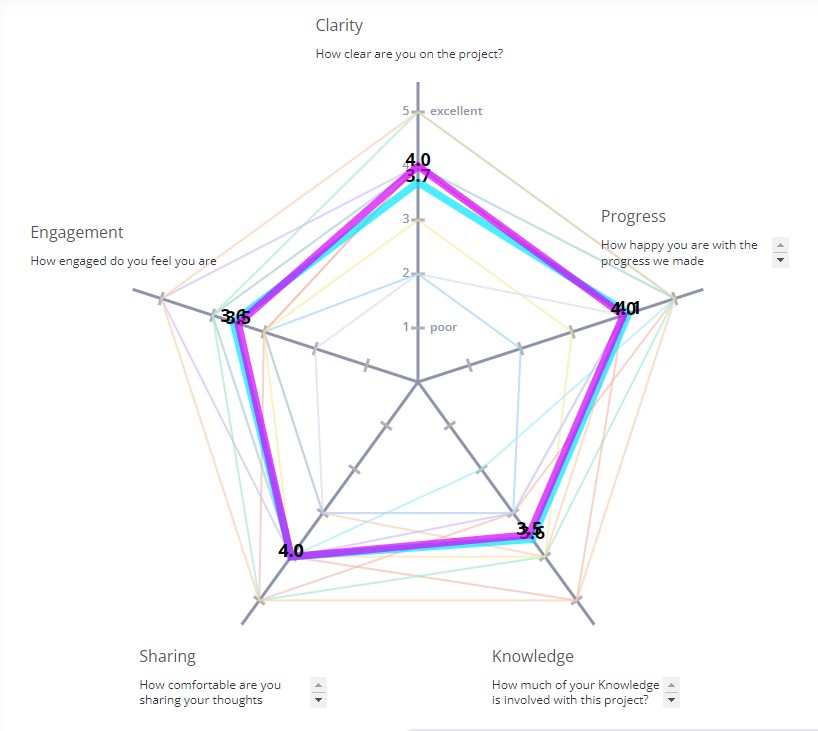 Clarity
How clear are you on the project?
5
excellent
4.0
3.7
3
Progress
How happy you are with the
progress we made
Engagement
How engaged do you feel you are
2
4.0
4.1
3.6
3.5
1
poor
3.5
3.6
4.0
Sharing
How comfortable are you
sharing your thoughts
Knowledge
How much of your Knowledge
is involved with this project?